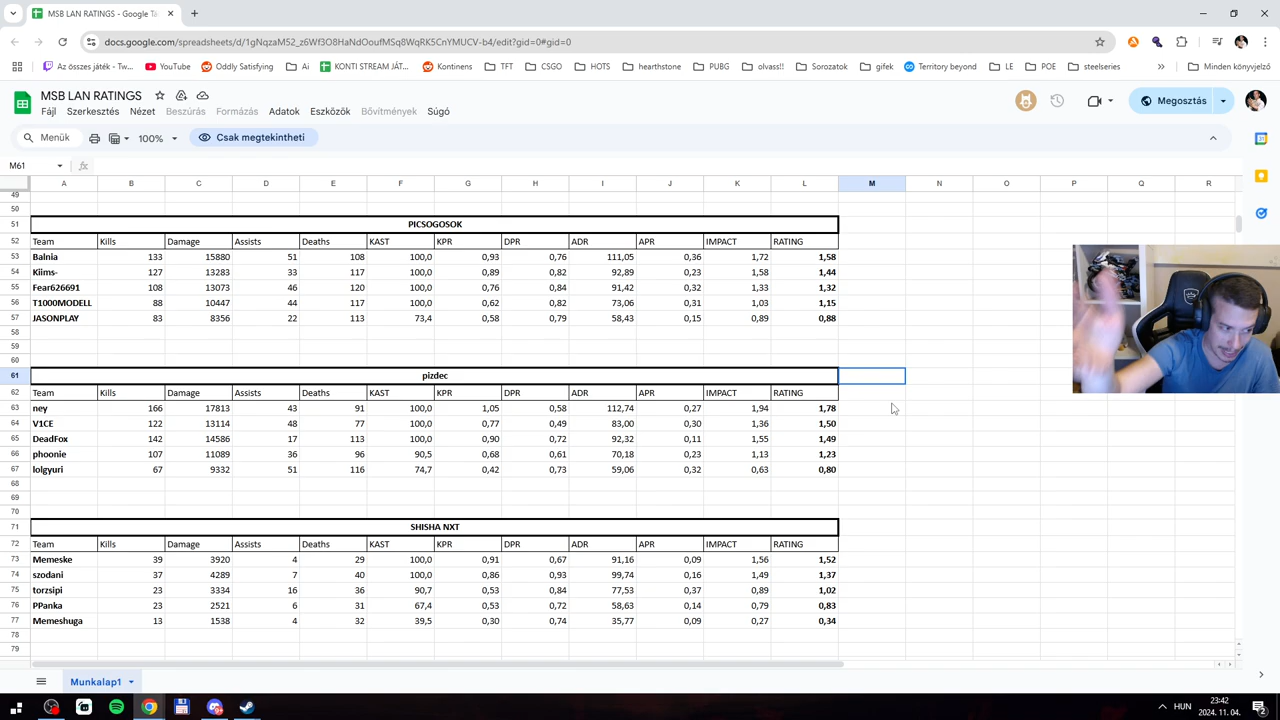 MSB LAN RATINGS - Google Tá
docs.google.com/spreadsheets/d/1gNqzaM52_z6Wf3O8HaNdOoufMSq8WqRK5CnYMUCV-b4/edit?gid=0#gid=0
Az összes játék - Tw... YouTube Oddly Satisfying Ai KONTI STREAM JÁT... Kontinens TFT CSGO HOTS hearthstone PUBG olvass!! Sorozatok gifek Territory beyond LE POE steelseries » Minden könyvjelző
MSB LAN RATINGS
Fájl Szerkesztés Nézet Beszúrás Formázás Adatok Eszközök Bővítmények Súgó
Megosztás
Menük 100% Csak megtekintheti
M61 fx
A B C D E F G H I J K L M N O P Q R
49
50
51 PICSOGOSOK
52 Team Kills Damage Assists Deaths KAST KPR DPR ADR APR IMPACT RATING
53 Balnia 133 15880 51 108 100,0 0,93 0,76 111,05 0,36 1,72 1,58
54 Kiims- 127 13283 33 117 100,0 0,89 0,82 92,89 0,23 1,58 1,44
55 Fear626691 108 13073 46 120 100,0 0,76 0,84 91,42 0,32 1,33 1,32
56 T1000MODELL 88 10447 44 117 100,0 0,62 0,82 73,06 0,31 1,03 1,15
57 JASONPLAY 83 8356 22 113 73,4 0,58 0,79 58,43 0,15 0,89 0,88
58
59
60
61 pizdec
62 Team Kills Damage Assists Deaths KAST KPR DPR ADR APR IMPACT RATING
63 ney 166 17813 43 91 100,0 1,05 0,58 112,74 0,27 1,94 1,78
64 V1CE 122 13114 48 77 100,0 0,77 0,49 83,00 0,30 1,36 1,50
65 DeadFox 142 14586 17 113 100,0 0,90 0,72 92,32 0,11 1,55 1,49
66 phoonie 107 11089 36 96 90,5 0,68 0,61 70,18 0,23 1,13 1,23
67 lolgyuri 67 9332 51 116 74,7 0,42 0,73 59,06 0,32 0,63 0,80
68
69
70
71 SHISHA NXT
72 Team Kills Damage Assists Deaths KAST KPR DPR ADR APR IMPACT RATING
73 Memeske 39 3920 4 29 100,0 0,91 0,67 91,16 0,09 1,56 1,52
74 szodani 37 4289 7 40 100,0 0,86 0,93 99,74 0,16 1,49 1,37
75 torzsipi 23 3334 16 36 90,7 0,53 0,84 77,53 0,37 0,89 1,02
76 PPanka 23 2521 6 31 67,4 0,53 0,72 58,63 0,14 0,79 0,83
77 Memeshuga 13 1538 4 32 39,5 0,30 0,74 35,77 0,09 0,27 0,34
78
79
Munkalap1
HUN
23:42
2024. 11. 04.
2